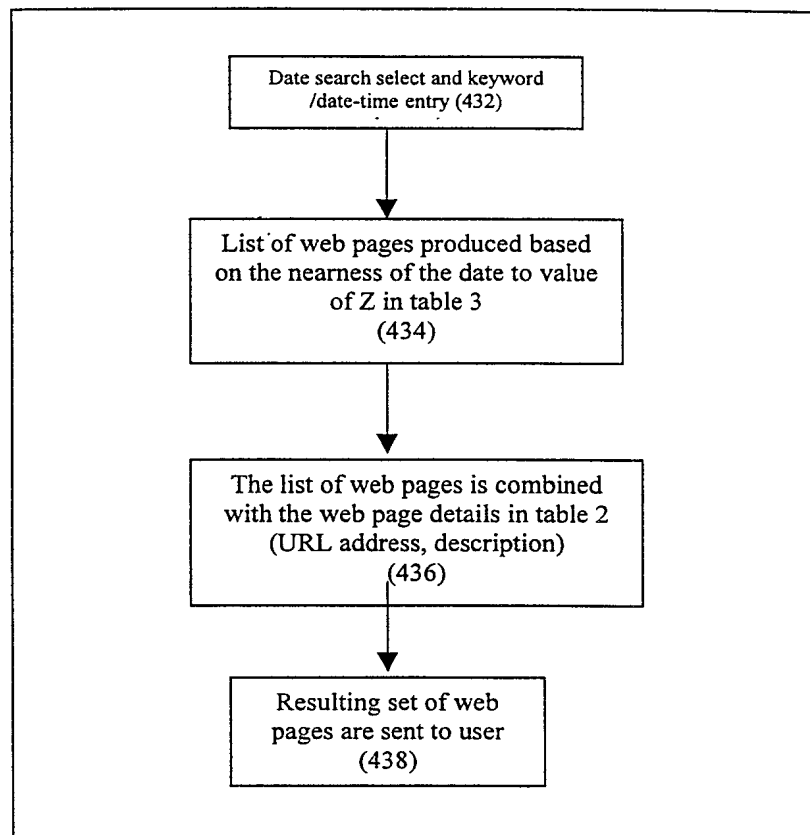 Date search select and keyword
/date-time entry (432)
List of web pages produced based
on the nearness of the date to value
of Z in table 3
(434)
The list of web pages is combined
with the web page details in table 2
(URL address, description)
(436)
Resulting set of web
pages are sent to user
(438)